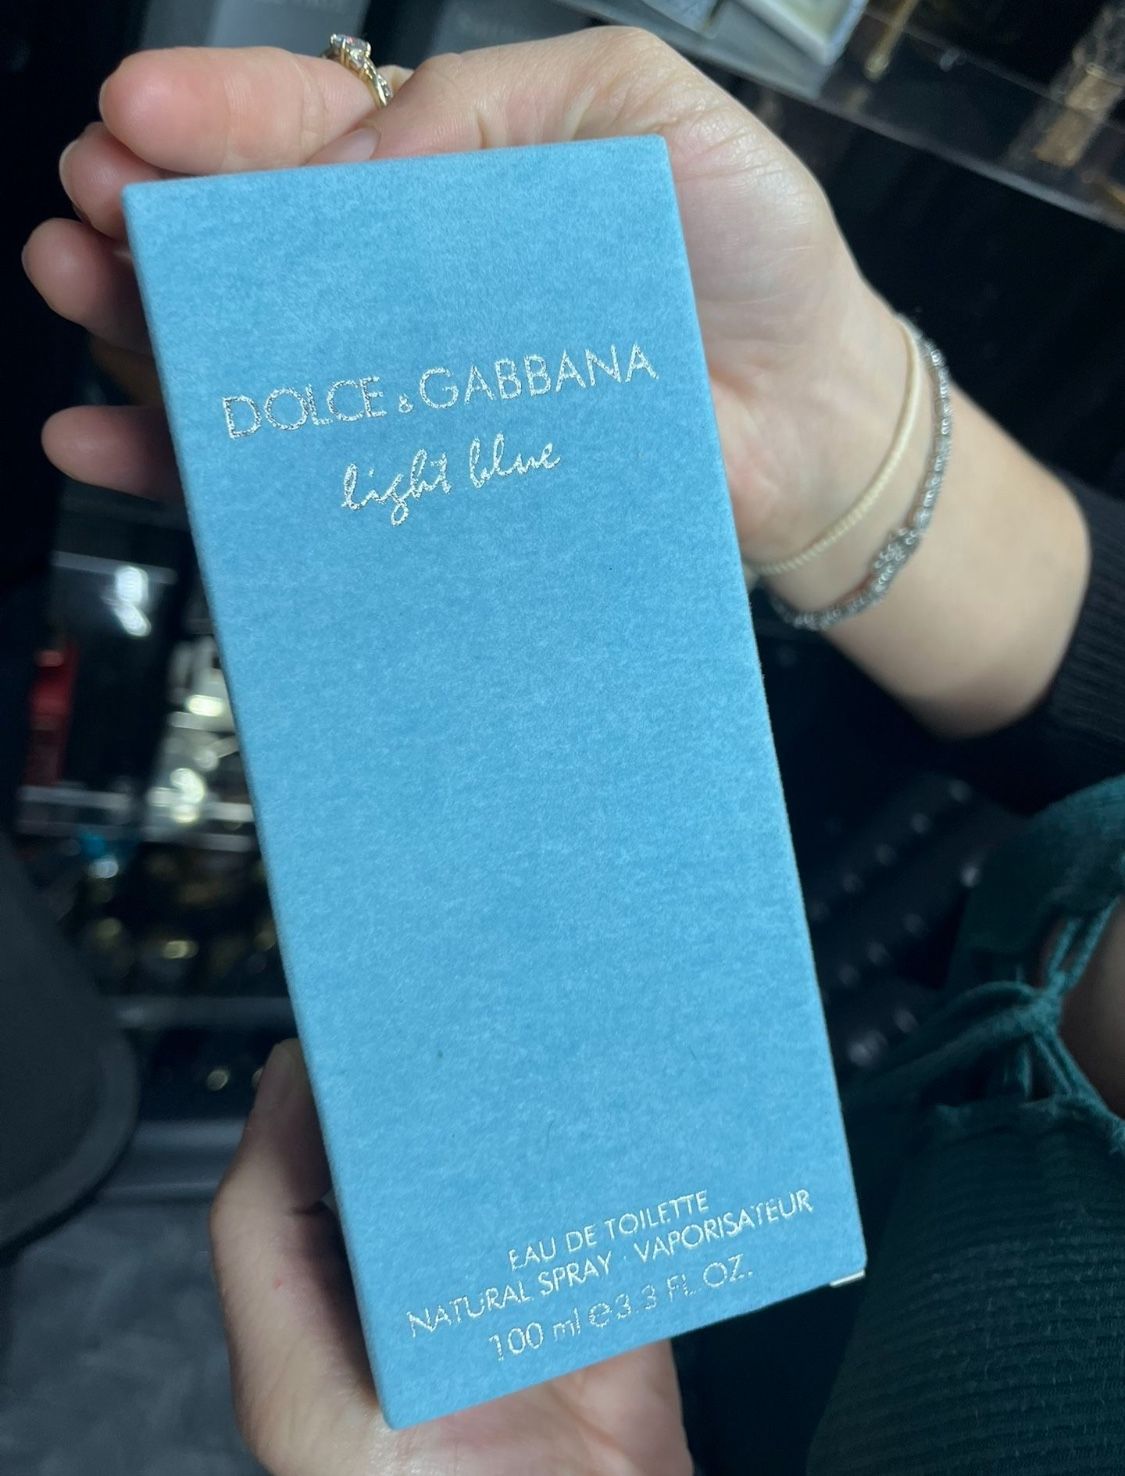 DOLCE & GABBANA
light blue
EAU DE TOILETTE
NATURAL SPRAY · VAPORISATEUR
100 ml ℮ 3.3 FL. OZ.